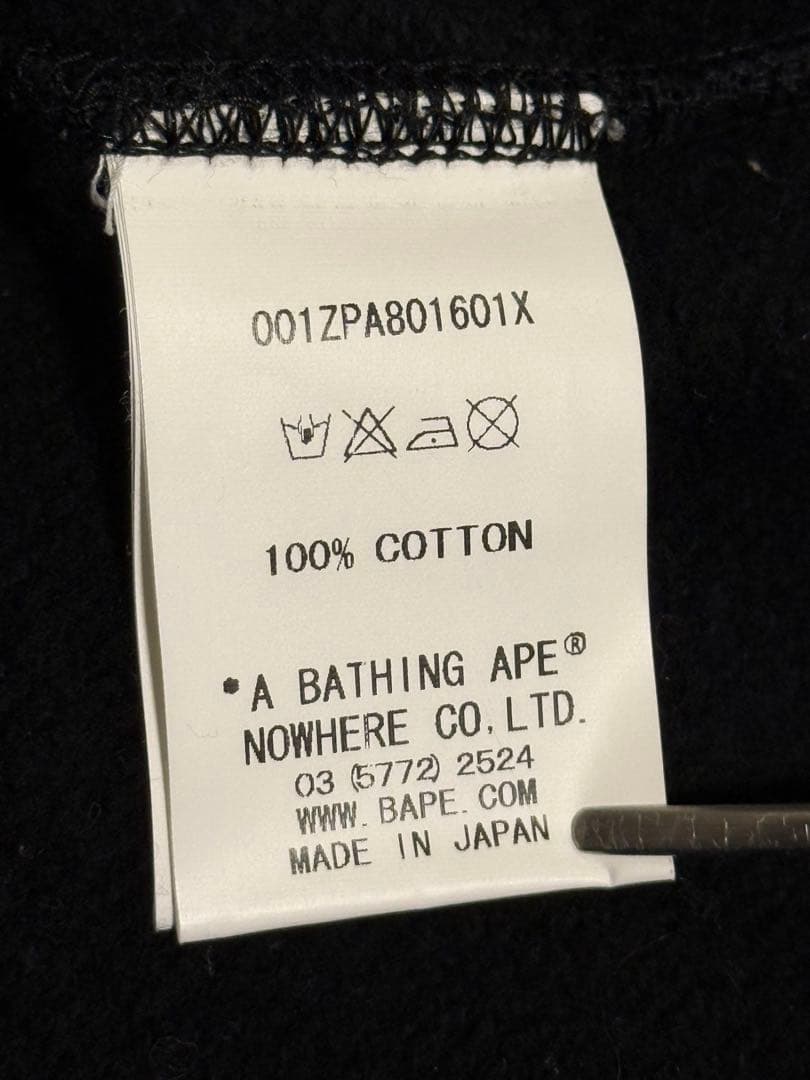 001ZPA801601X
100% COTTON
*A BATHING APE®
NOWHERE CO,LTD.
03 (5772) 2524
WWW.BAPE.COM
MADE IN JAPAN